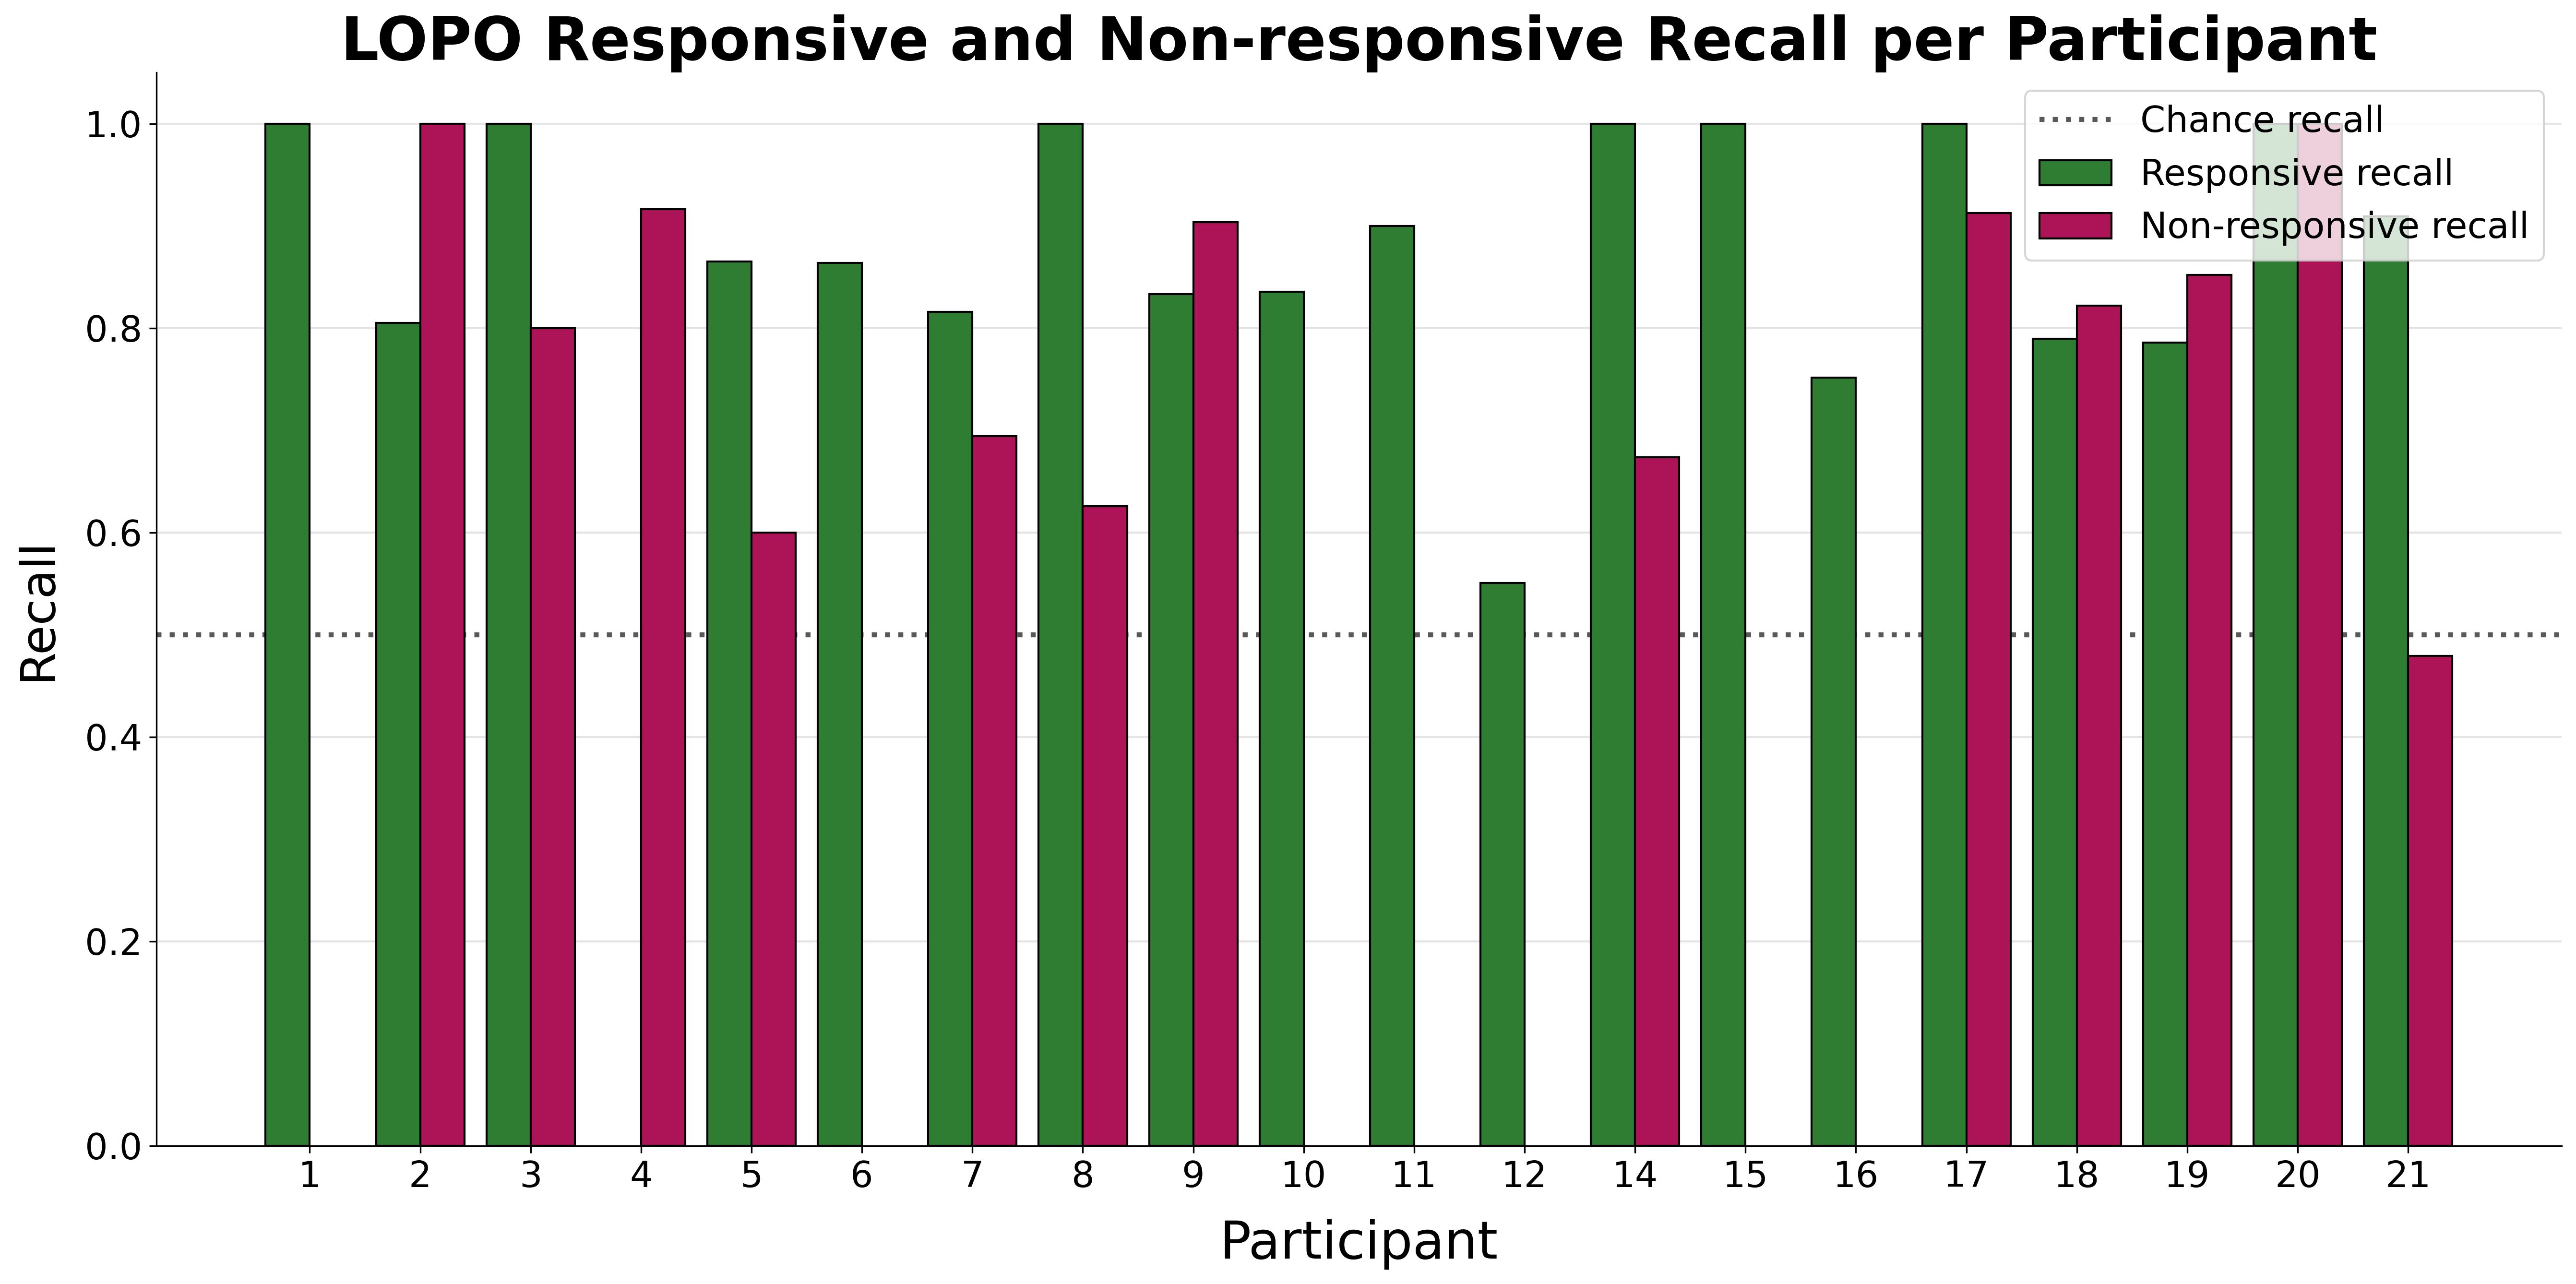 LOPO Responsive and Non-responsive Recall per Participant
Chance recall
Responsive recall
Non-responsive recall
Recall
1.0
0.8
0.6
0.4
0.2
0.0
1 2 3 4 5 6 7 8 9 10 11 12 14 15 16 17 18 19 20 21
Participant